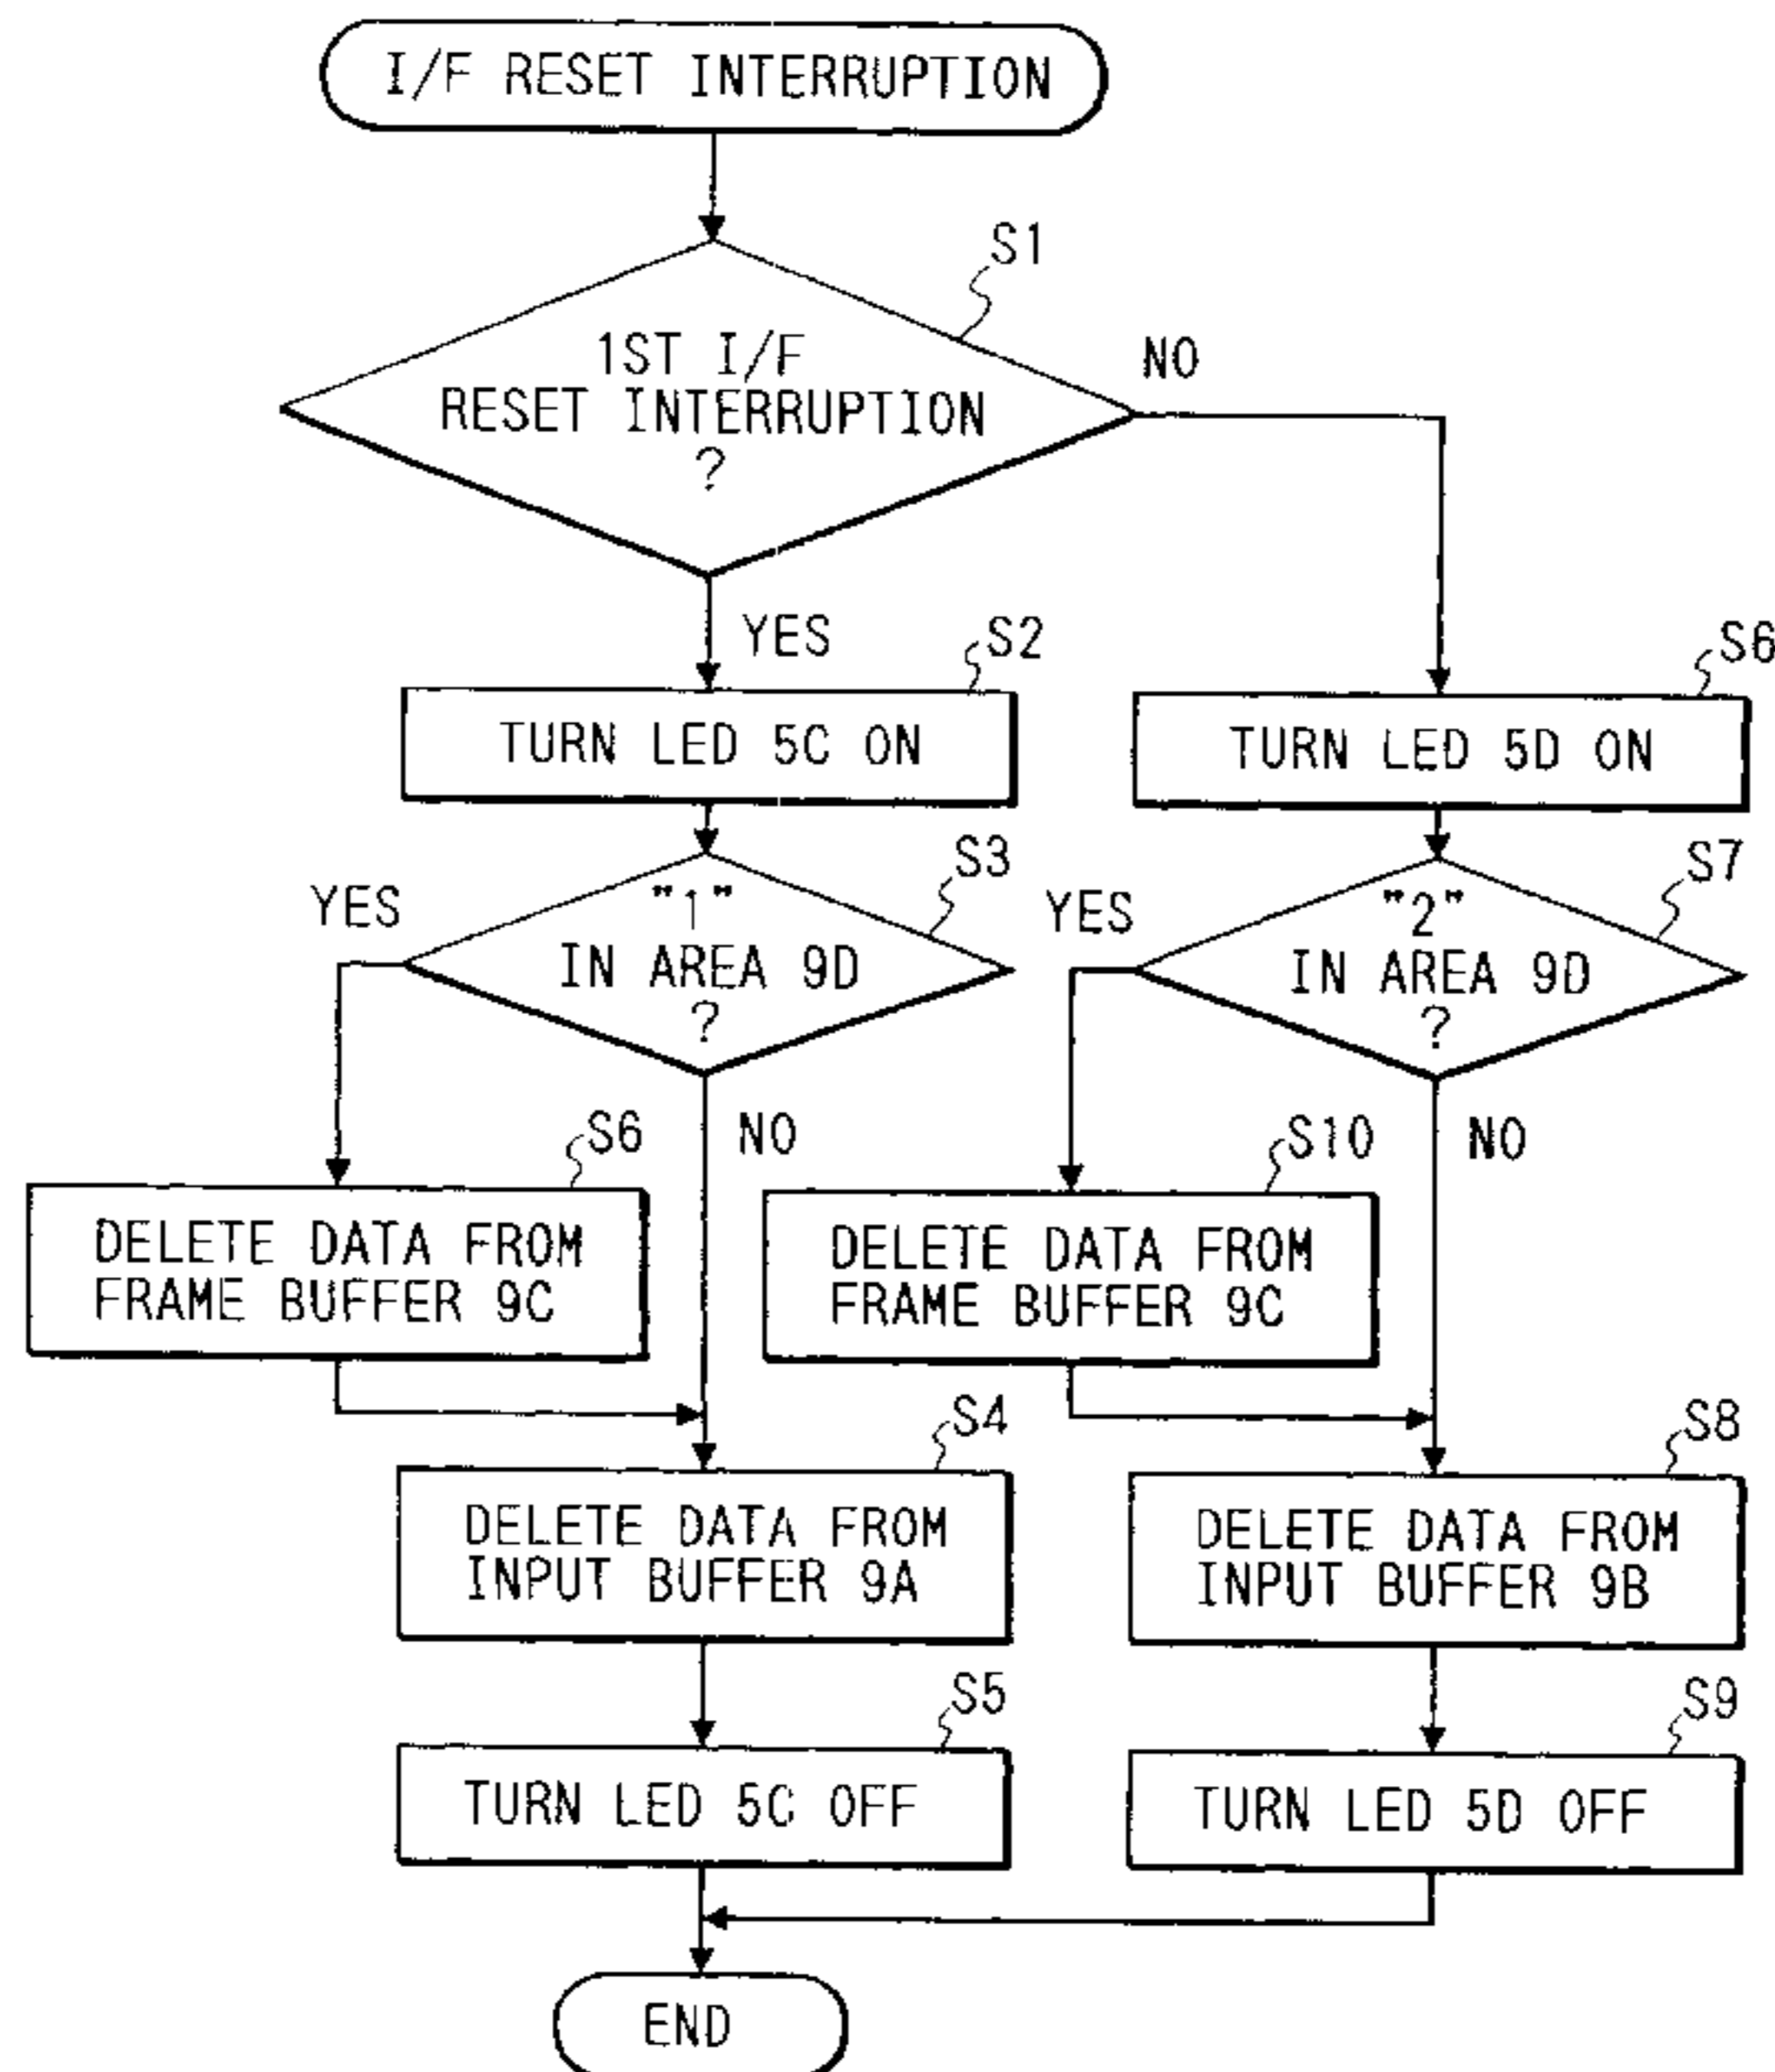 I/F RESET INTERRUPTION
S1
1ST I/F
RESET INTERRUPTION
?
NO
YES
S2
TURN LED 5C ON
S6
TURN LED 5D ON
S3
YES
"1"
IN AREA 9D
?
NO
S7
YES
"2"
IN AREA 9D
?
NO
S6
DELETE DATA FROM
FRAME BUFFER 9C
S10
DELETE DATA FROM
FRAME BUFFER 9C
S4
DELETE DATA FROM
INPUT BUFFER 9A
S8
DELETE DATA FROM
INPUT BUFFER 9B
S5
TURN LED 5C OFF
S9
TURN LED 5D OFF
END